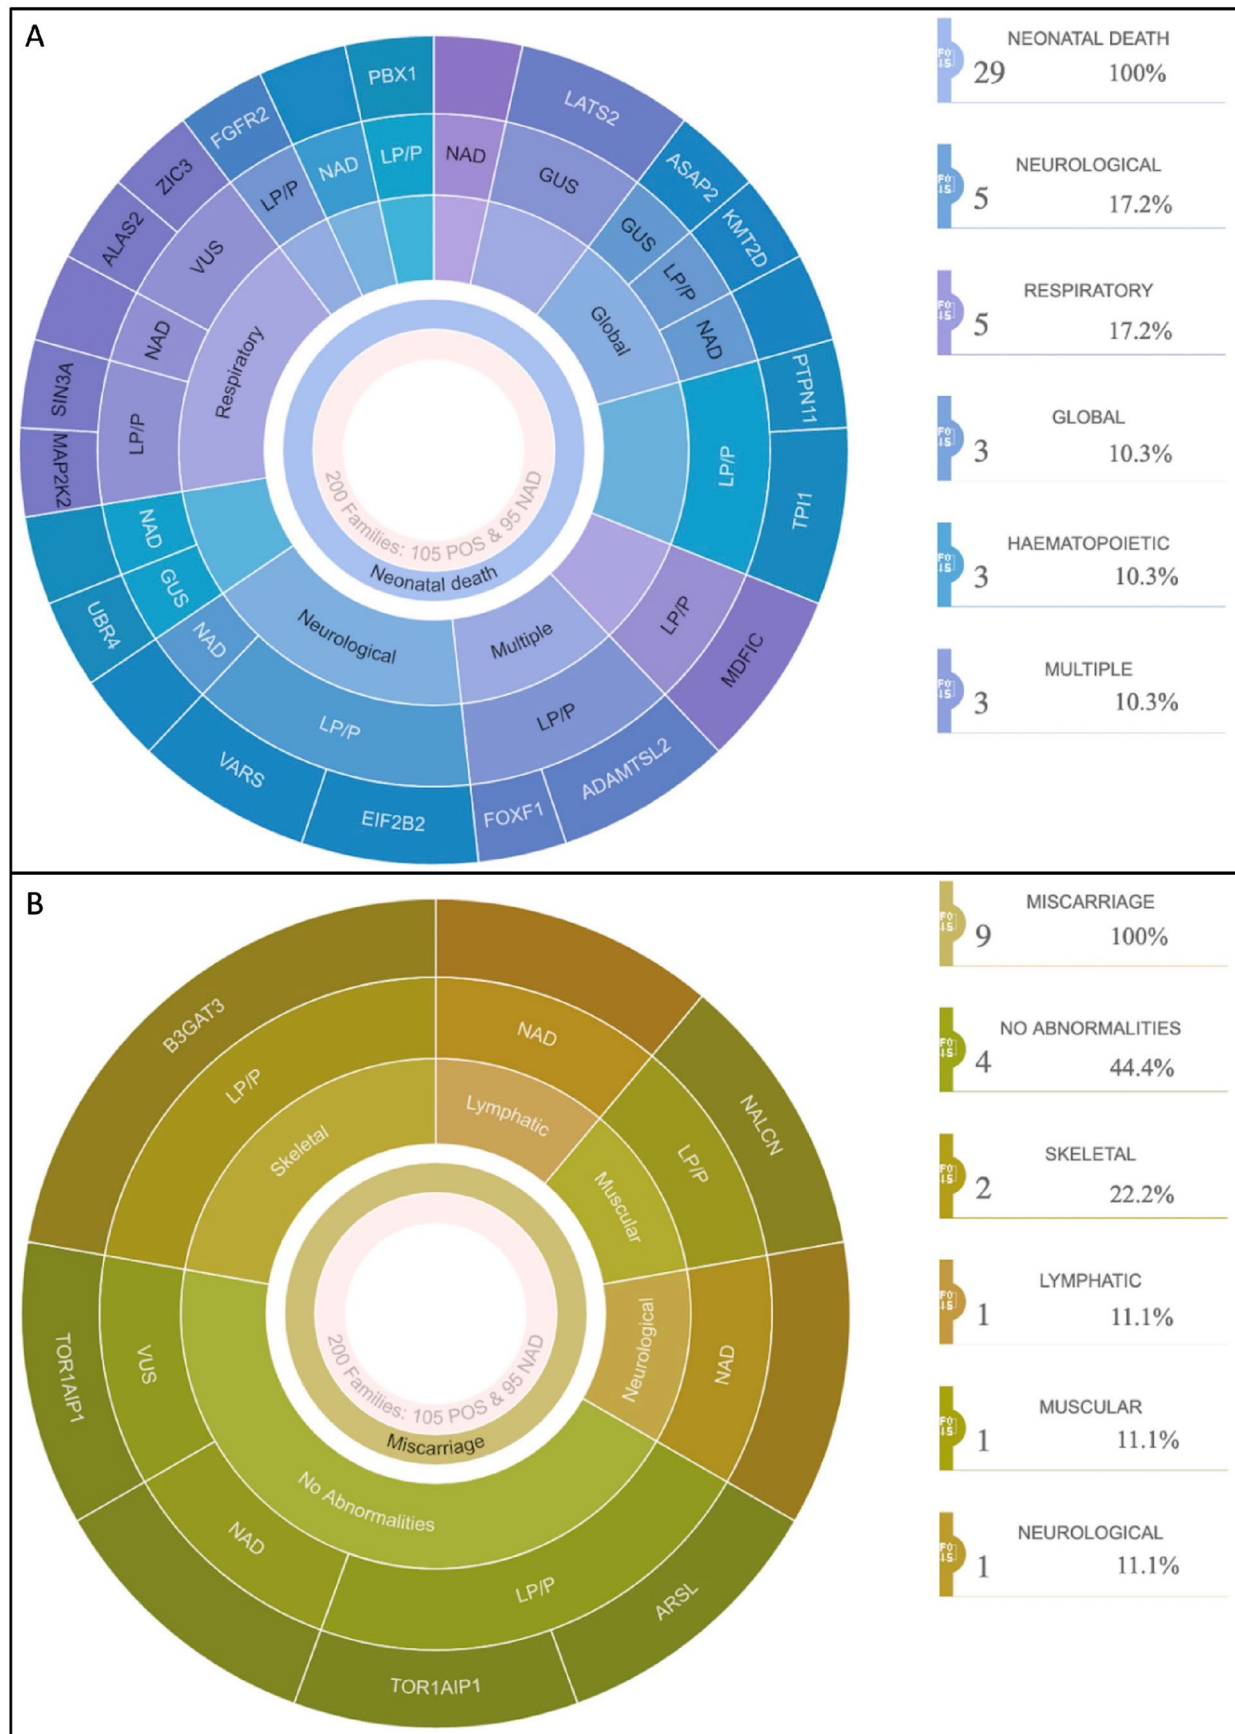 A
PBX1
LP/P
NAD
LATS2
GUS
ASAP2
GUS
KMT2D
LP/P
NAD
Global
PTPN11
TPI1
LP/P
MDFIC
LP/P
Multiple
LP/P
ADAMTSL2
FOXF1
Neurological
LP/P
EIF2B2
VARS
NAD
UBR4
GUS
NAD
Respiratory
LP/P
MAP2K2
SIN3A
NAD
VUS
ALAS2
ZIC3
FGFR2
LP/P
NAD
200 Families: 105 POS & 95 NAD
Neonatal death
NEONATAL DEATH
29 100%
NEUROLOGICAL
5 17.2%
RESPIRATORY
5 17.2%
GLOBAL
3 10.3%
HAEMATOPOIETIC
3 10.3%
MULTIPLE
3 10.3%
B
B3GAT3
LP/P
Skeletal
NAD
Lymphatic
NALCN
LP/P
Muscular
Neurological
NAD
200 Families: 105 POS & 95 NAD
Miscarriage
No Abnormalities
VUS
TOR1AIP1
NAD
LP/P
TOR1AIP1
ARSL
MISCARRIAGE
9 100%
NO ABNORMALITIES
4 44.4%
SKELETAL
2 22.2%
LYMPHATIC
1 11.1%
MUSCULAR
1 11.1%
NEUROLOGICAL
1 11.1%